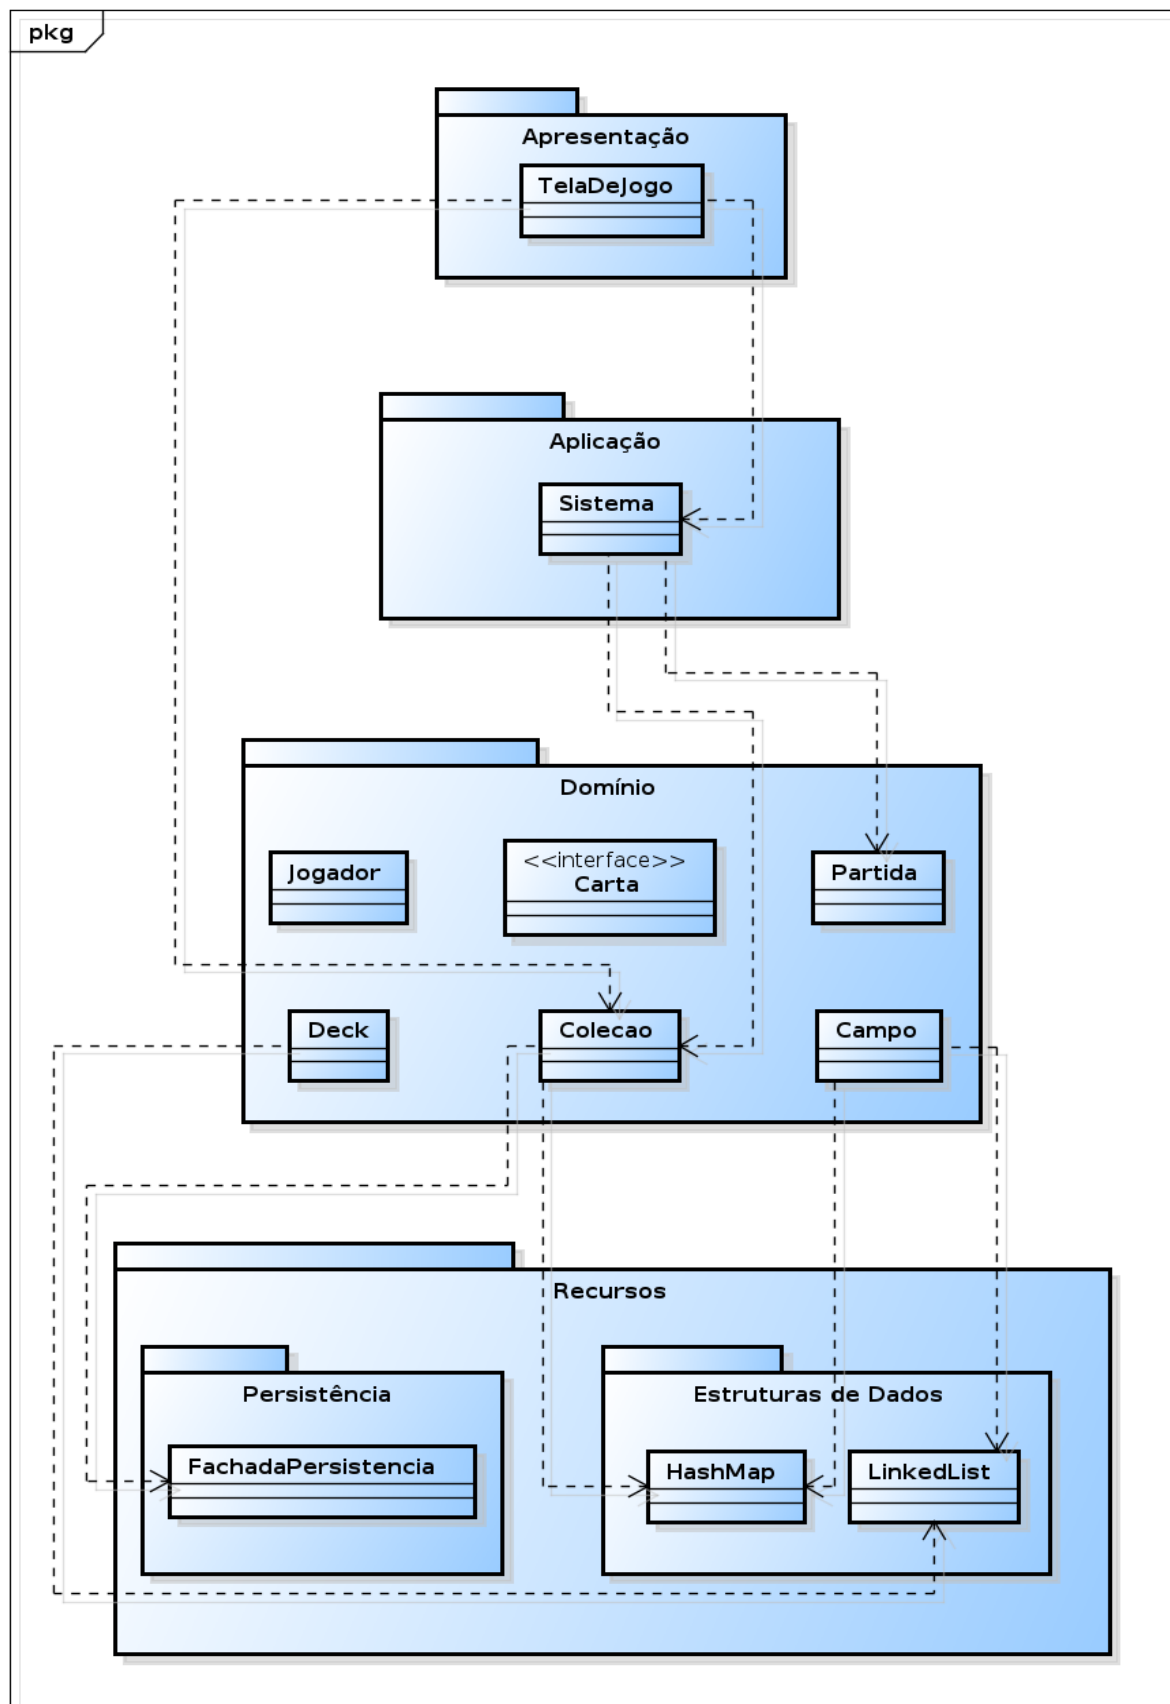 pkg
Apresentação
TelaDeJogo
Aplicação
Sistema
Domínio
Jogador
<<interface>>
Carta
Partida
Deck
Colecao
Campo
Recursos
Persistência
Estruturas de Dados
FachadaPersistencia
HashMap
LinkedList